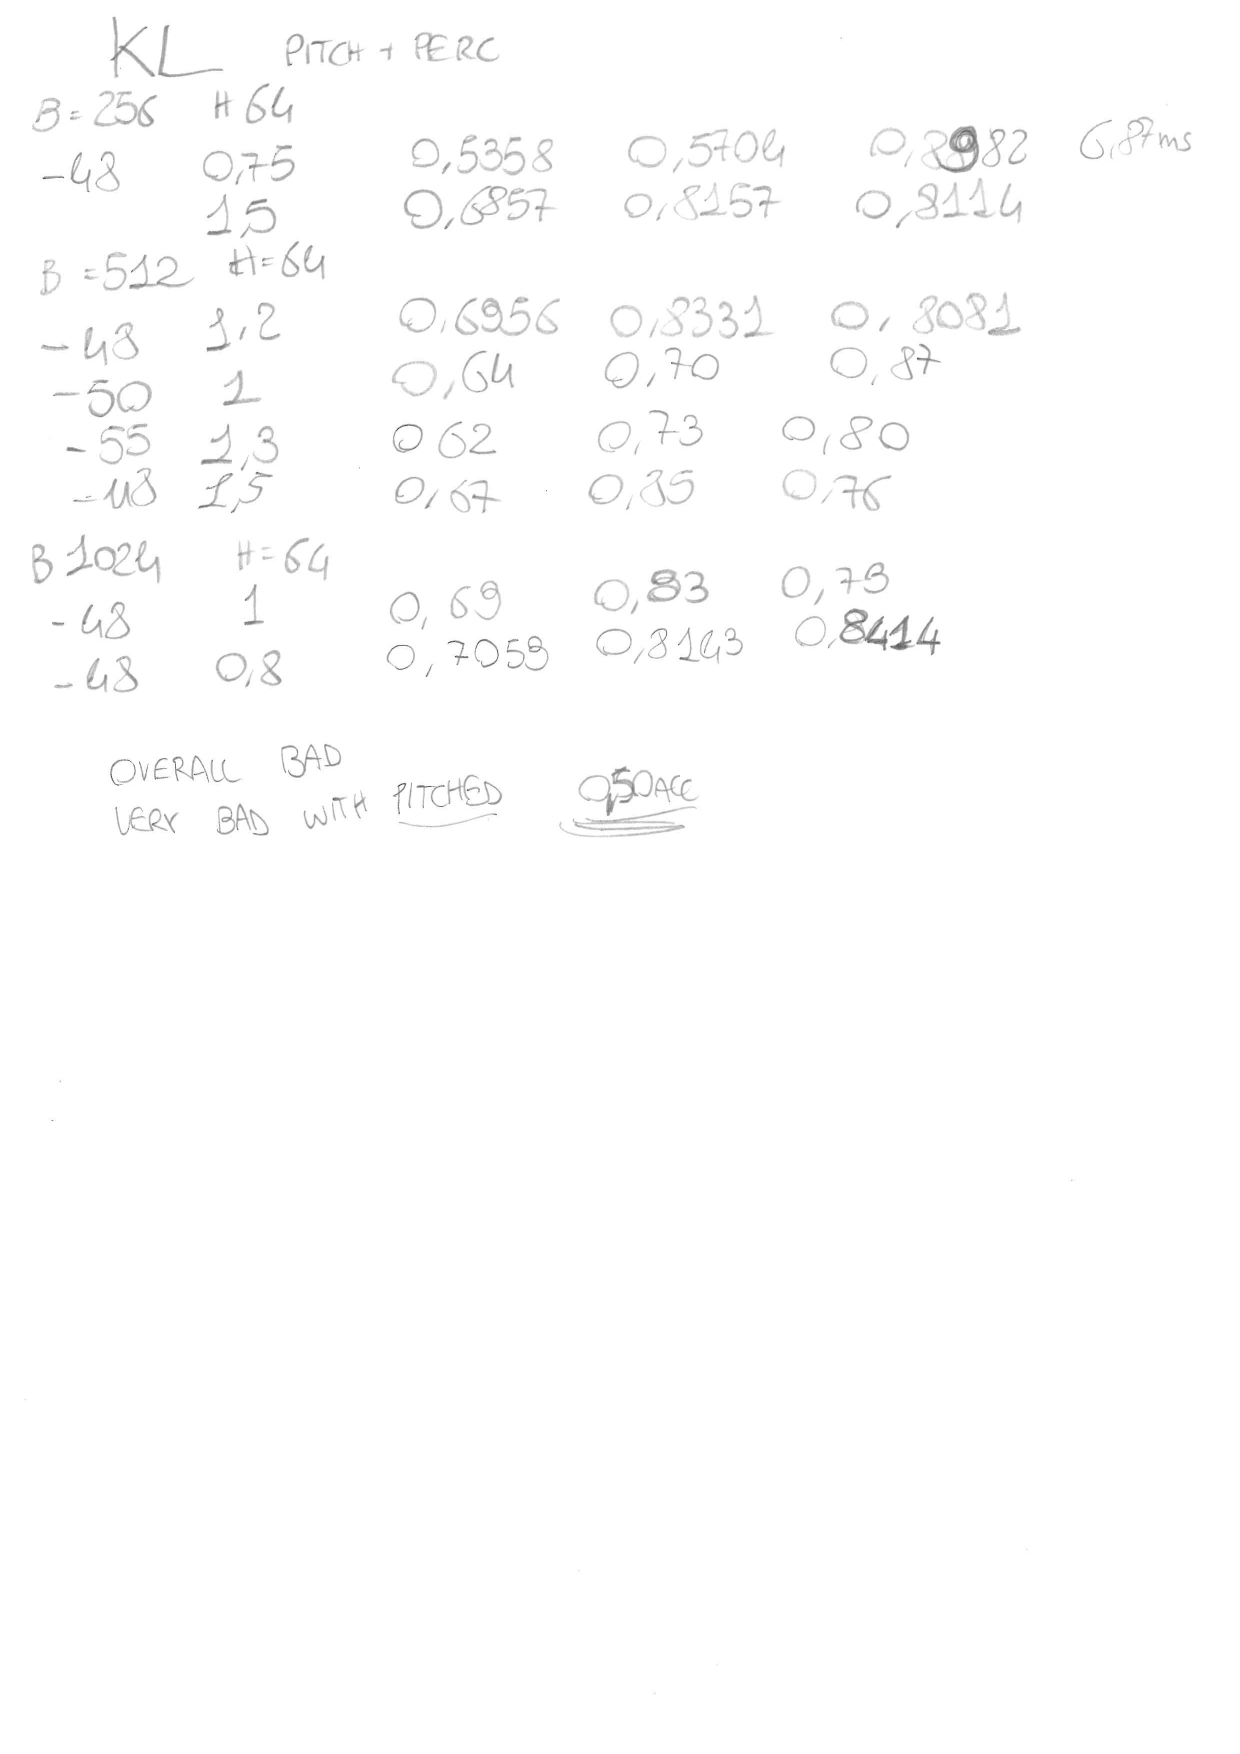 KL PITCH + PERC
B=256 H 64
-48 0,75 0,5358 0,5704 0,8982 6,87ms
1,5 0,6857 0,8157 0,8114
B=512 H=64
-48 1,2 0,6956 0,8331 0,8081
-50 1 0,64 0,70 0,87
-55 1,3 0 62 0,73 0,80
-48 1,5 0,67 0,85 0,76
B 1024 H=64
-48 1 0,69 0,83 0,79
-48 0,8 0,7059 0,8143 0,8414
OVERALL BAD
VERY BAD WITH PITCHED 0,50 ACC